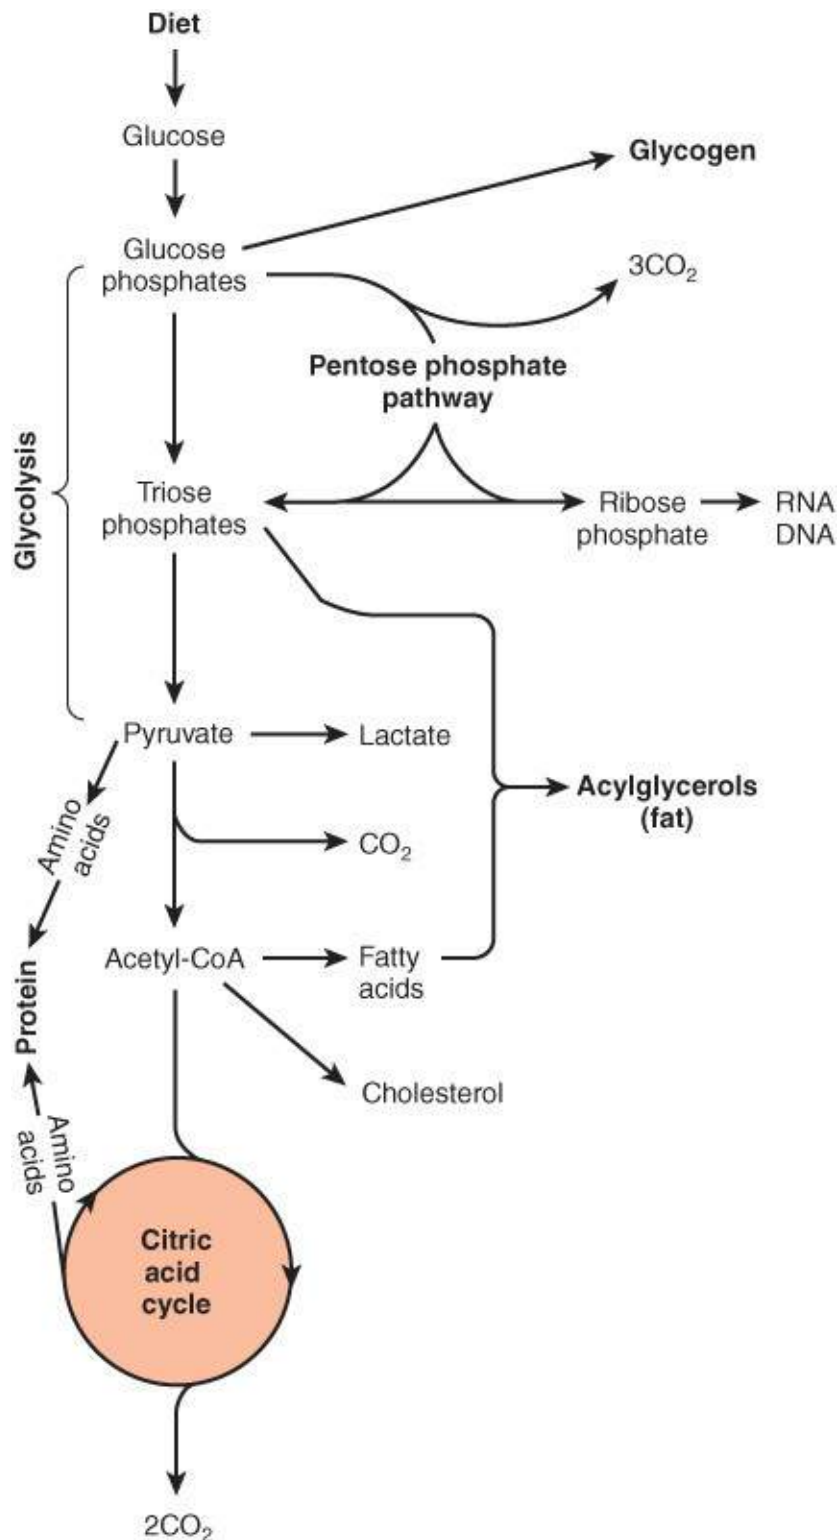 Diet
Glucose
Glycogen
Glucose
phosphates
3CO₂
Pentose phosphate
pathway
Glycolysis
Triose
phosphates
Ribose
phosphate
RNA
DNA
Pyruvate
Lactate
Acylglycerols
(fat)
Amino
acids
CO₂
Acetyl-CoA
Fatty
acids
Protein
Cholesterol
Amino
acids
Citric
acid
cycle
2CO₂